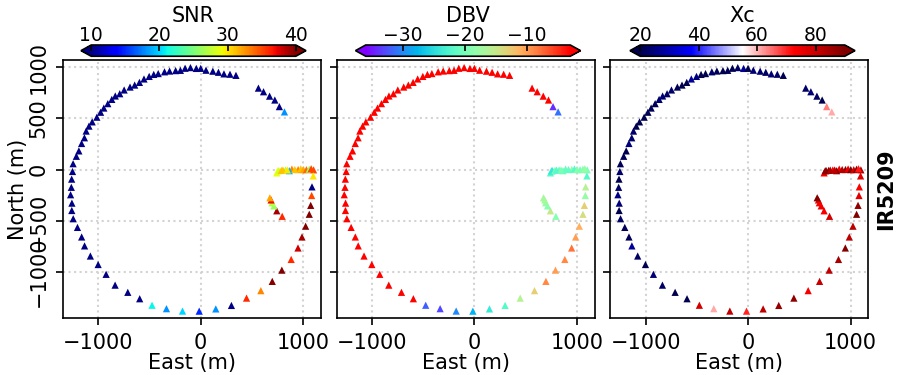 SNR DBV Xc
10 20 30 40 −30 −20 −10 20 40 60 80
North (m)
1000
500
0
−500
−1000
−1000 0 1000 −1000 0 1000 −1000 0 1000
East (m) East (m) East (m)
IR5209